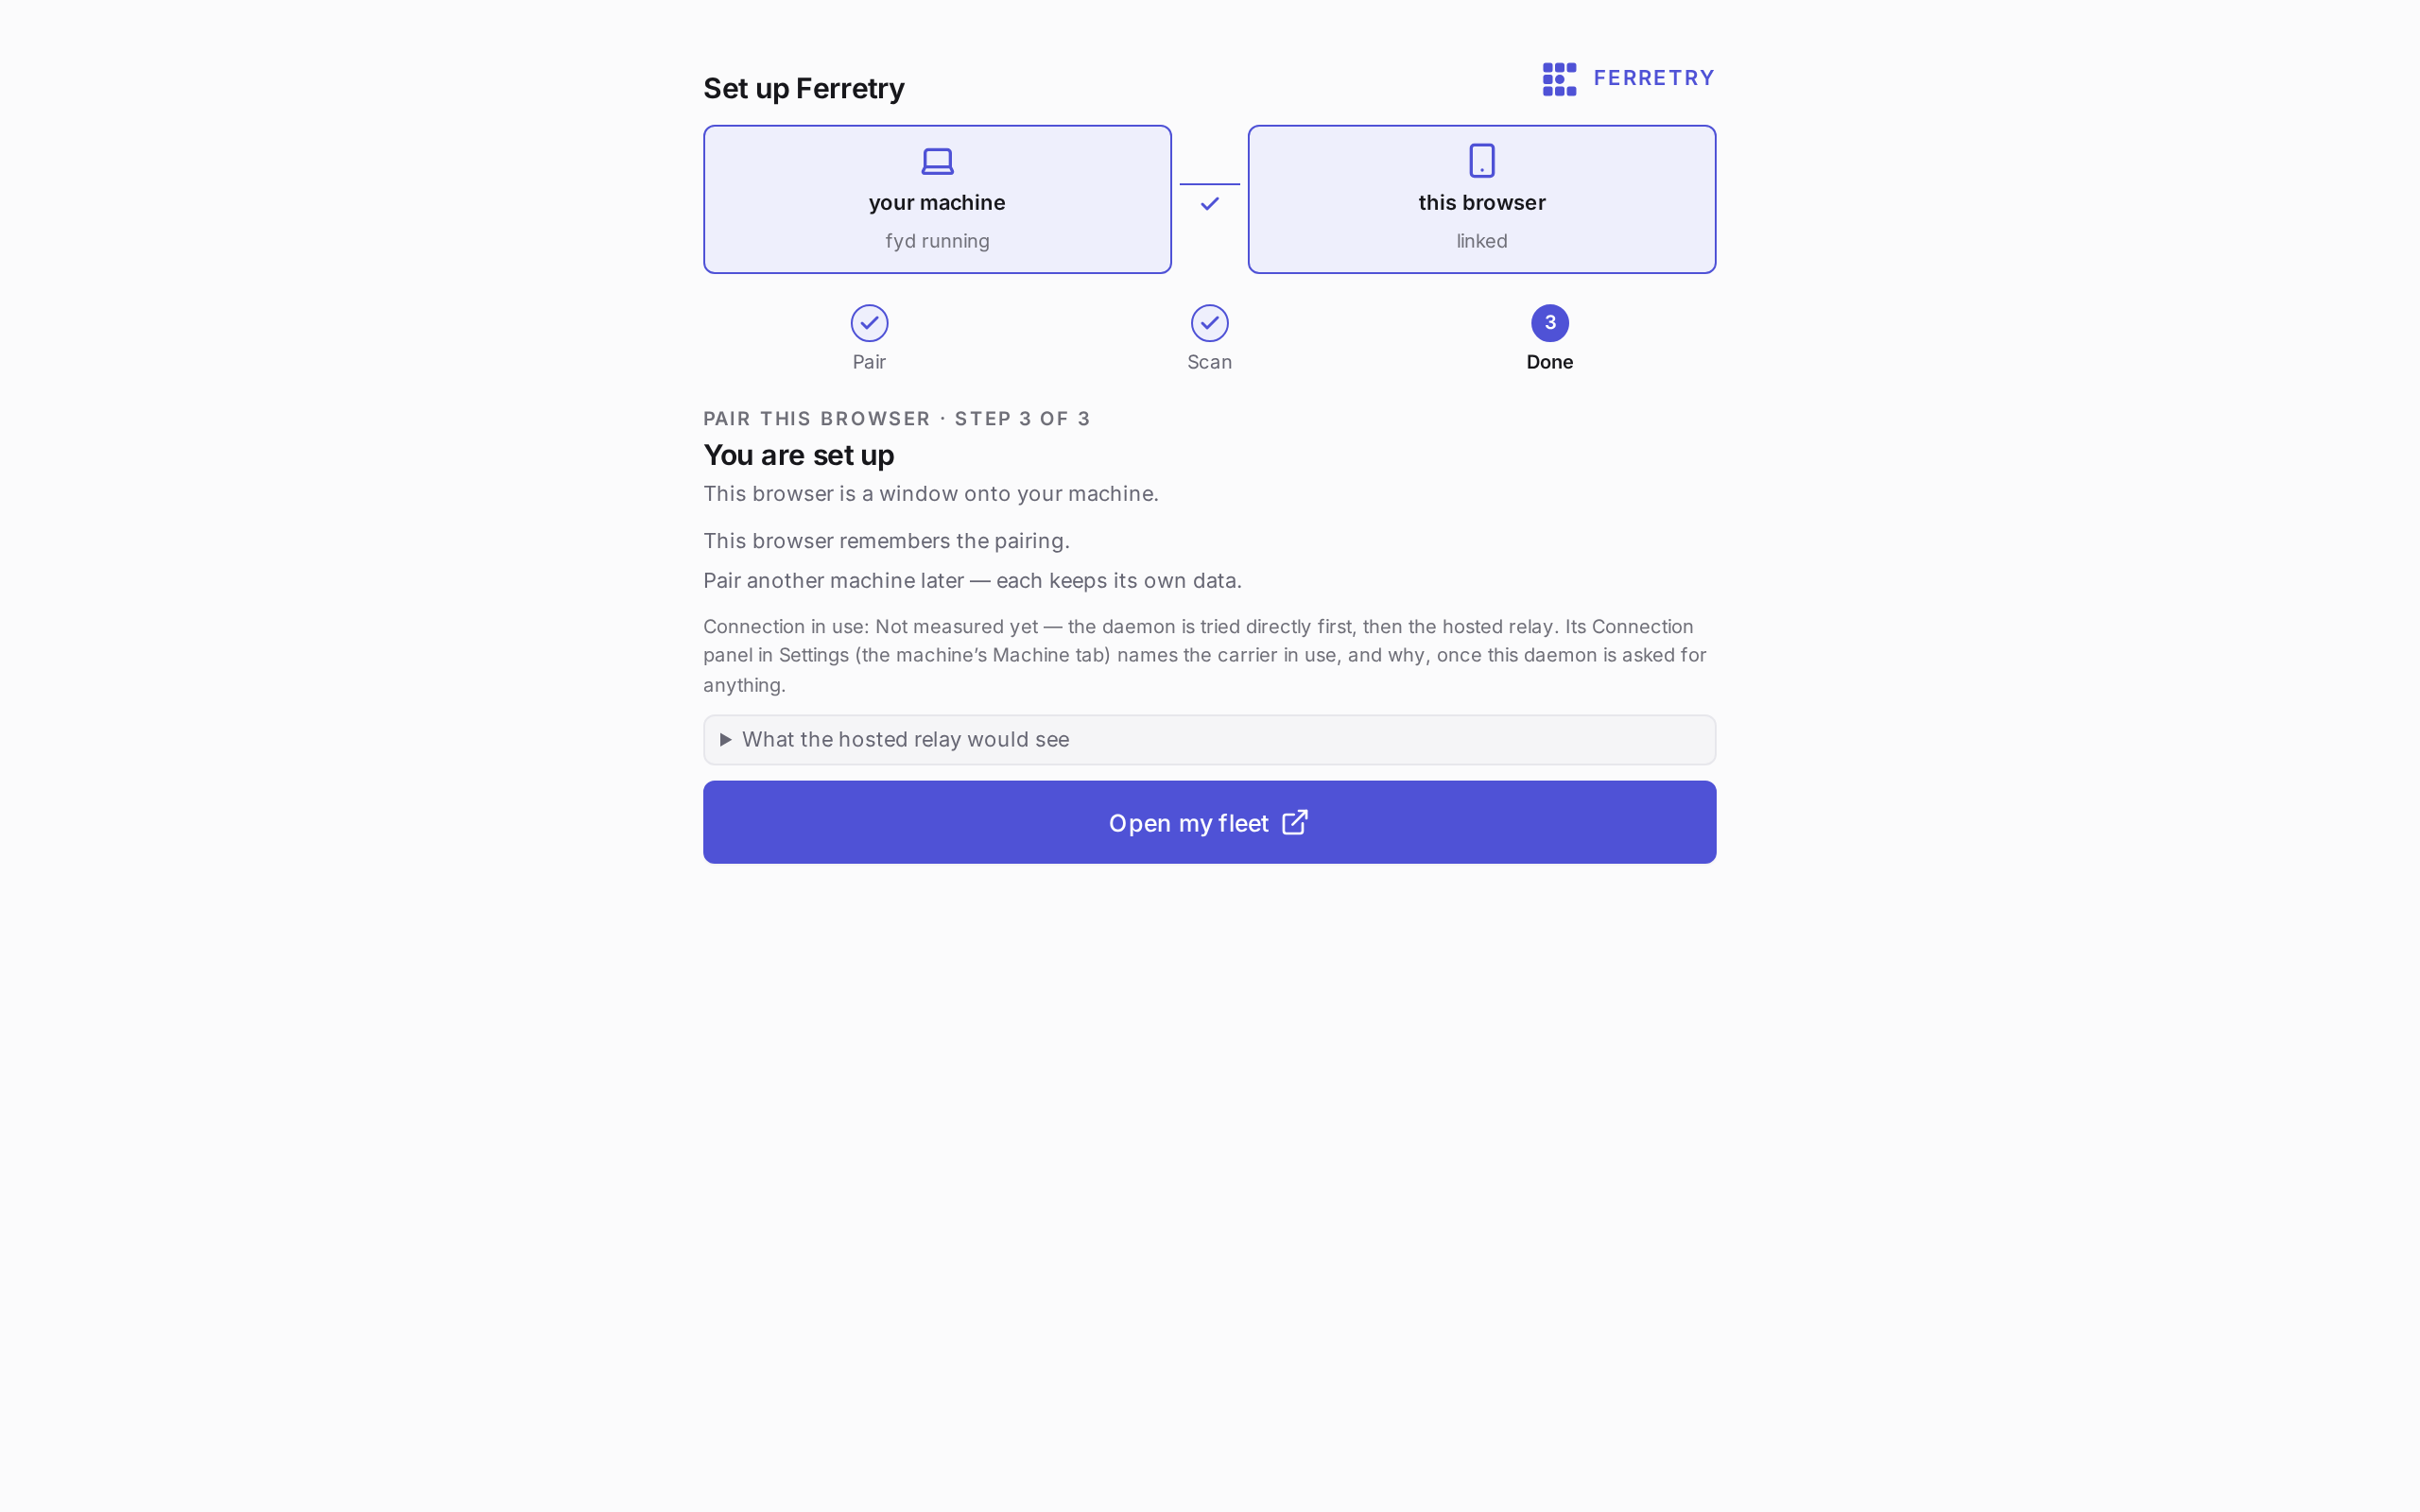 Set up Ferretry
FERRETRY
your machine
fyd running
this browser
linked
Pair
Scan
3
Done
PAIR THIS BROWSER · STEP 3 OF 3
You are set up
This browser is a window onto your machine.
This browser remembers the pairing.
Pair another machine later — each keeps its own data.
Connection in use: Not measured yet — the daemon is tried directly first, then the hosted relay. Its Connection
panel in Settings (the machine’s Machine tab) names the carrier in use, and why, once this daemon is asked for
anything.
What the hosted relay would see
Open my fleet